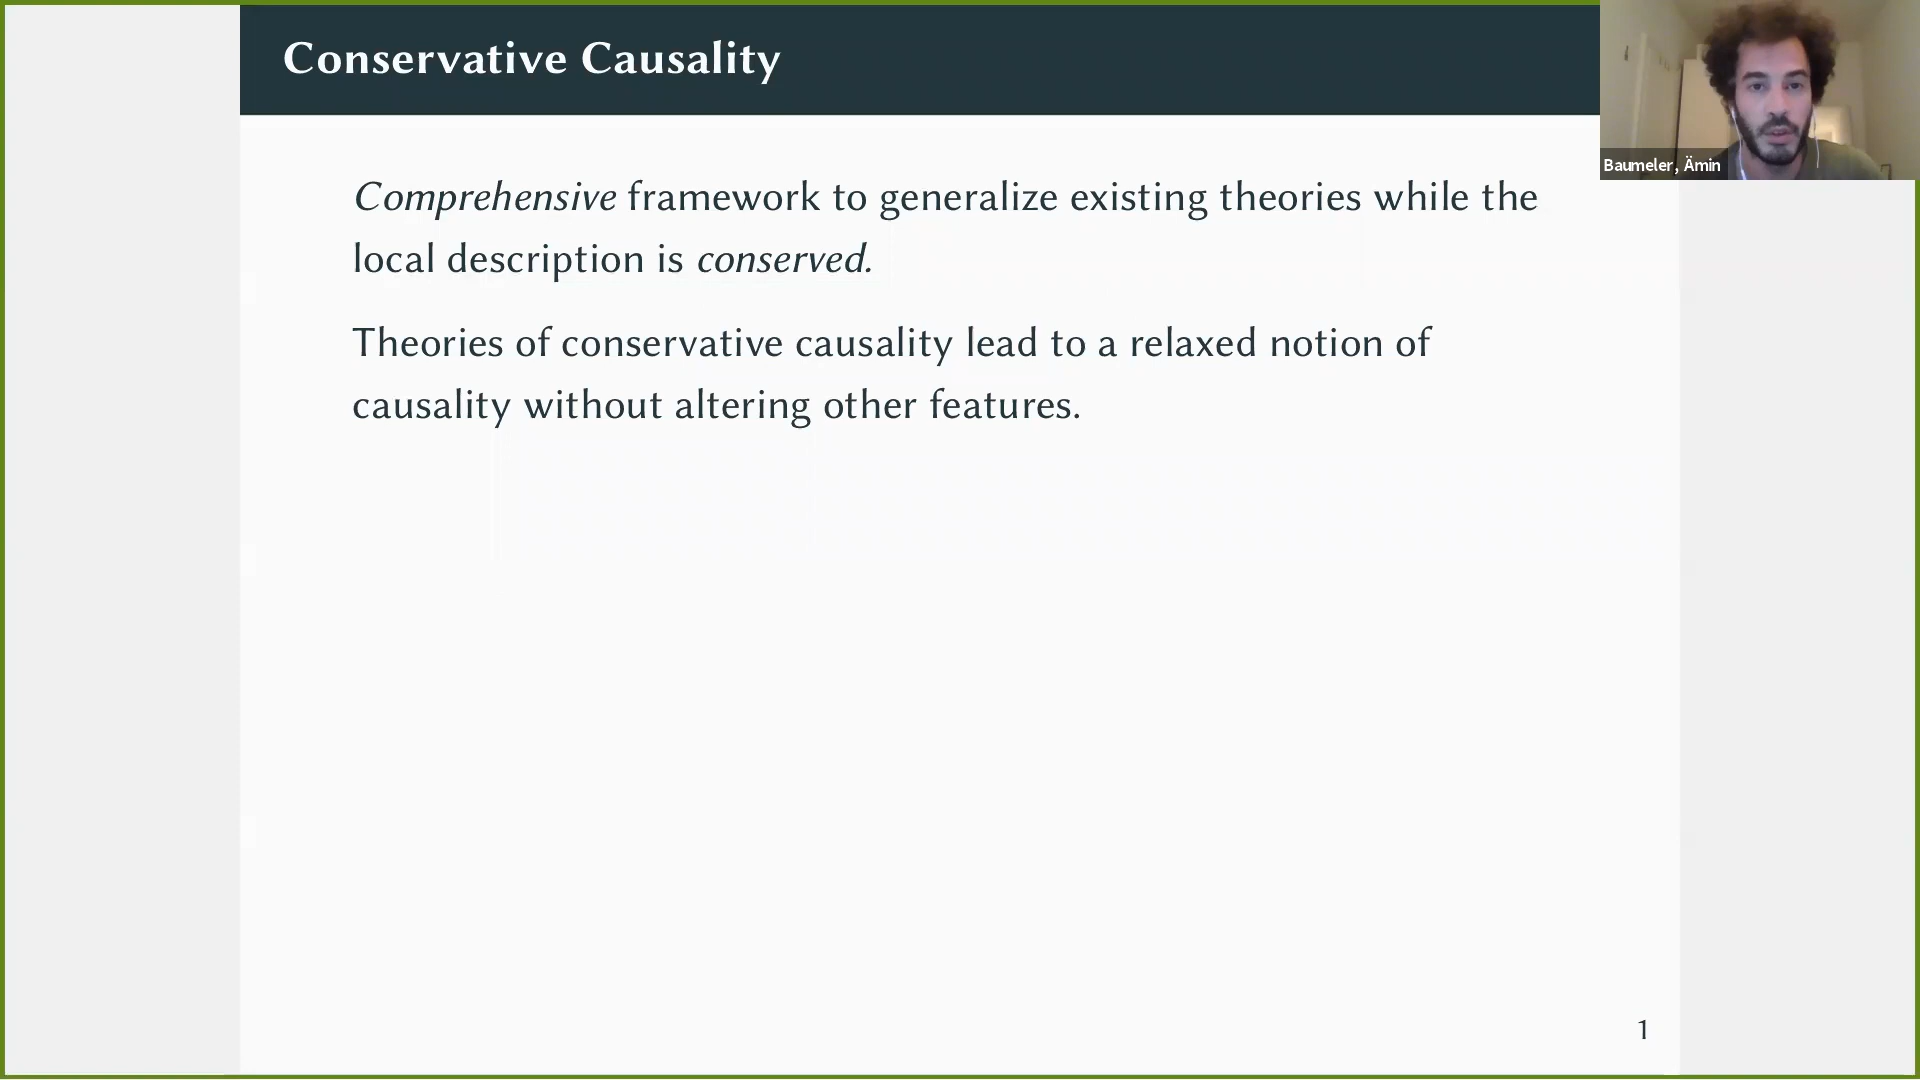 Conservative Causality
Baumeler, Ämin
Comprehensive framework to generalize existing theories while the
local description is conserved.
Theories of conservative causality lead to a relaxed notion of
causality without altering other features.
1